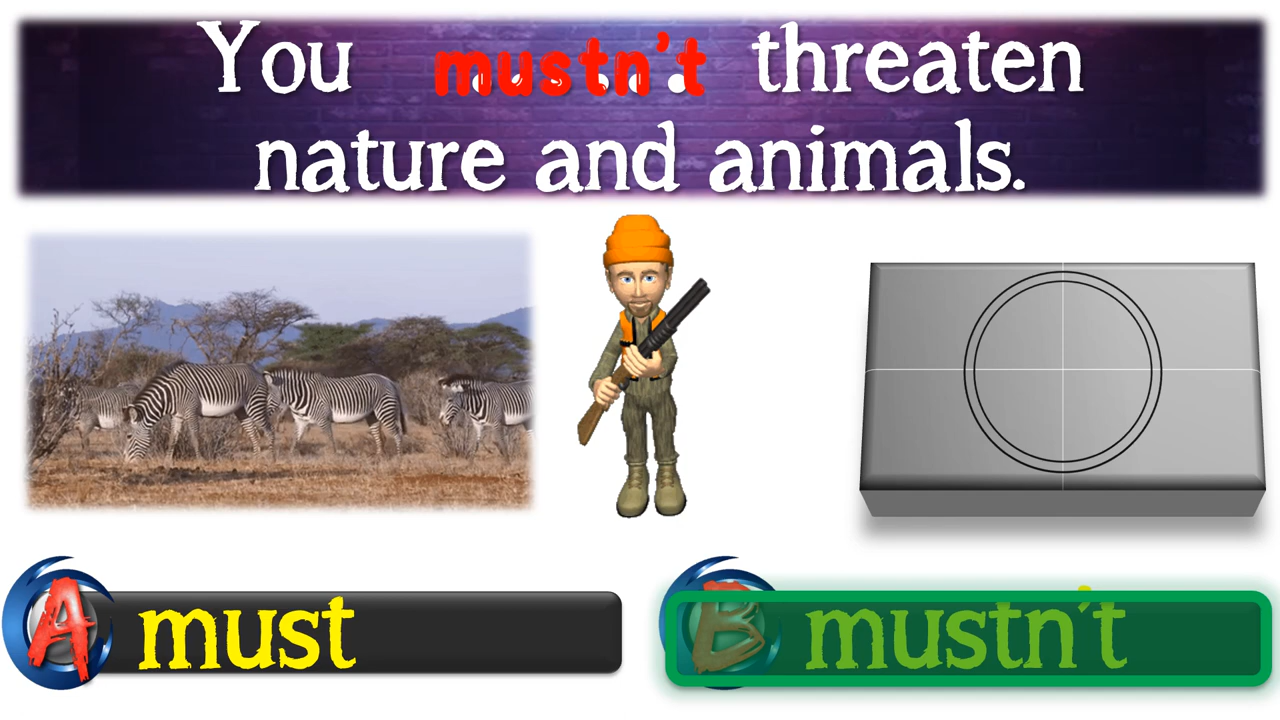 You mustn't threaten
nature and animals.
A must
B mustn't